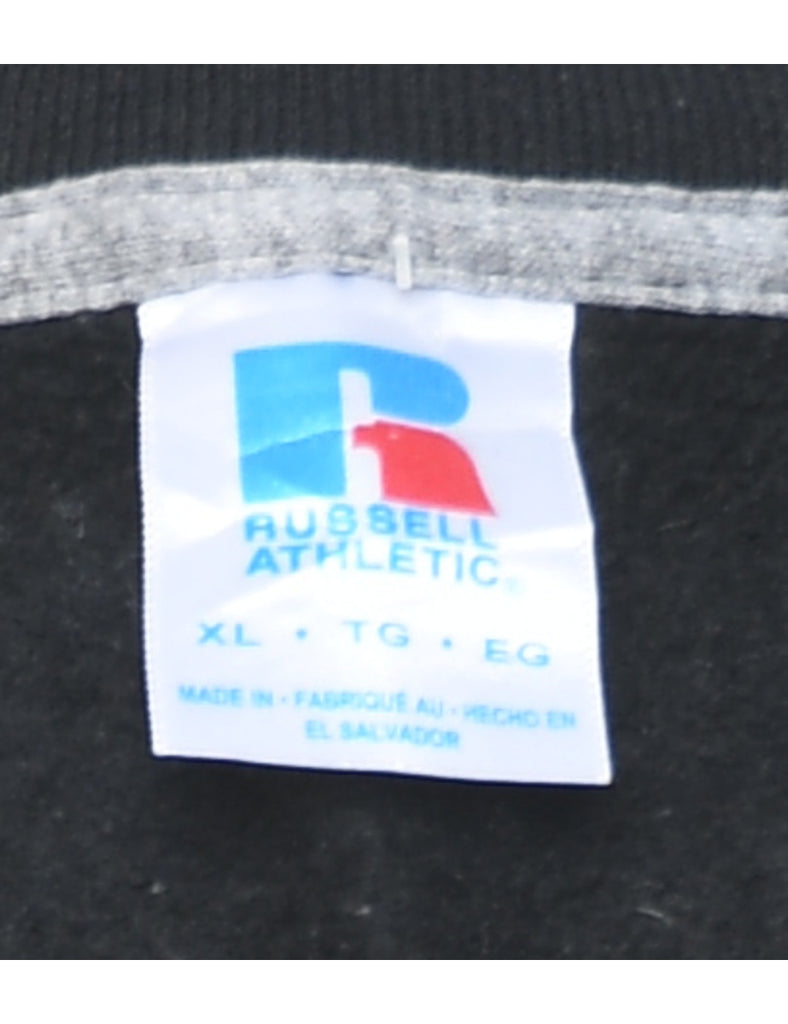 R
RUSSELL
ATHLETIC®
XL • TG • EG
MADE IN • FABRIQUÉ AU • HECHO EN
EL SALVADOR